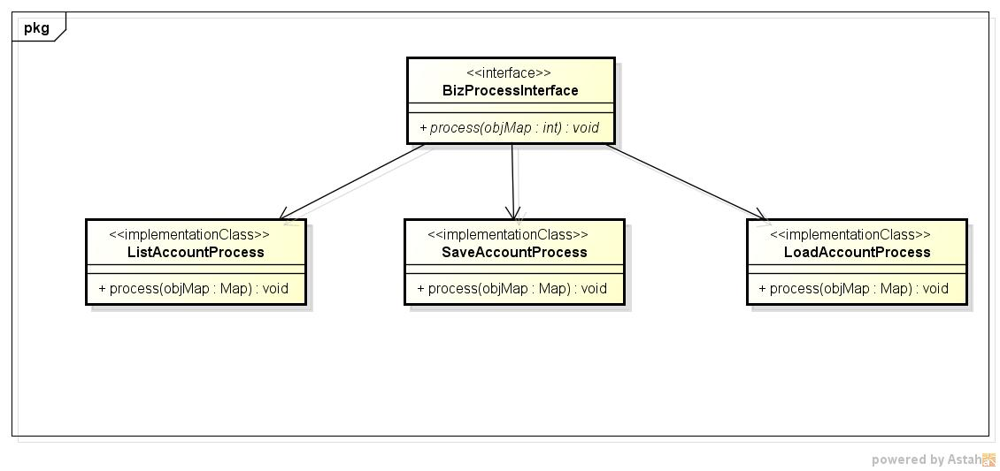 pkg
<<interface>>
BizProcessInterface
+ process(objMap : int) : void
<<implementationClass>>
ListAccountProcess
+ process(objMap : Map) : void
<<implementationClass>>
SaveAccountProcess
+ process(objMap : Map) : void
<<implementationClass>>
LoadAccountProcess
+ process(objMap : Map) : void
powered by Astah